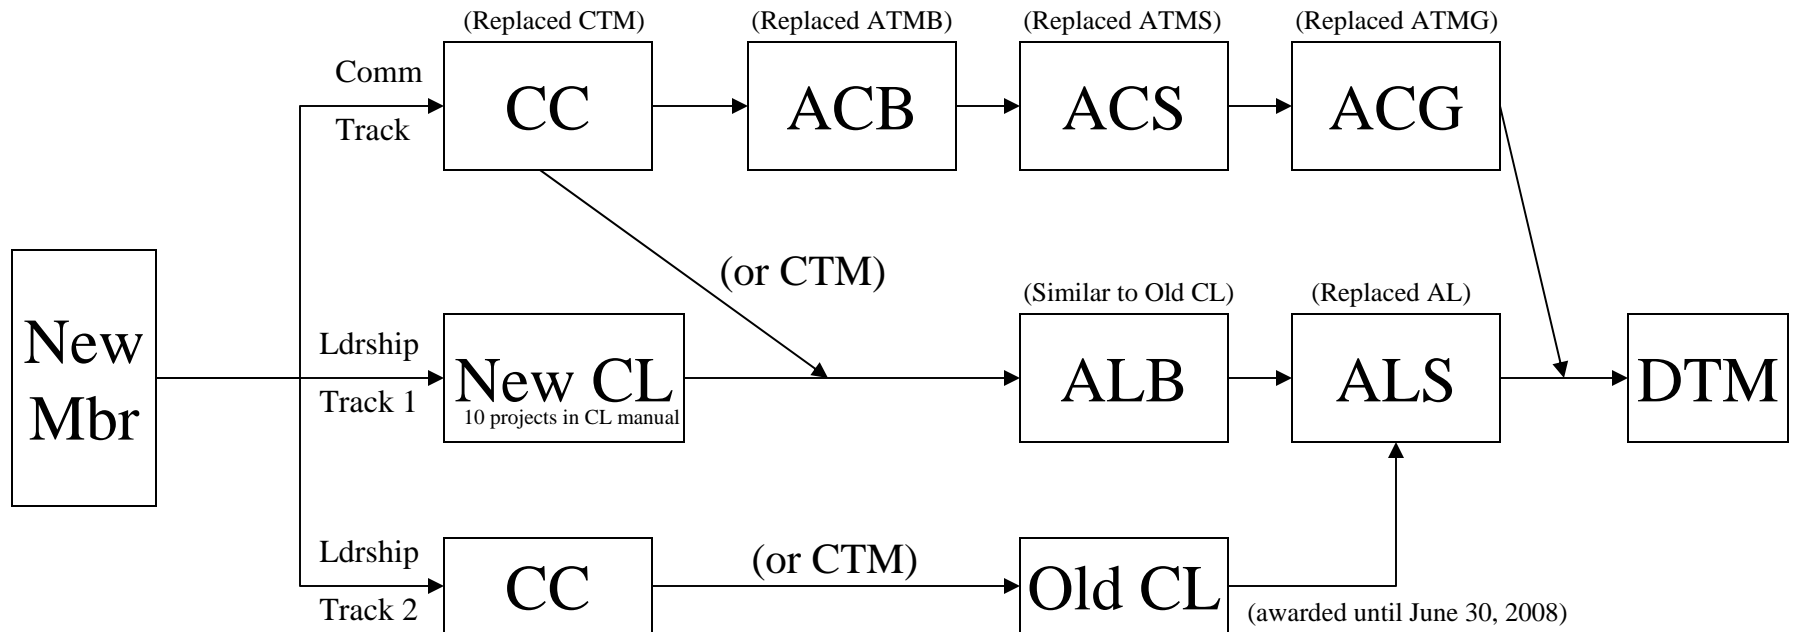 (Replaced CTM)
(Replaced ATMB)
(Replaced ATMS)
(Replaced ATMG)
Comm
Track
CC
ACB
ACS
ACG
(or CTM)
(Similar to Old CL)
(Replaced AL)
New
Mbr
Ldrship
Track 1
New CL
10 projects in CL manual
ALB
ALS
DTM
Ldrship
Track 2
CC
(or CTM)
Old CL
(awarded until June 30, 2008)